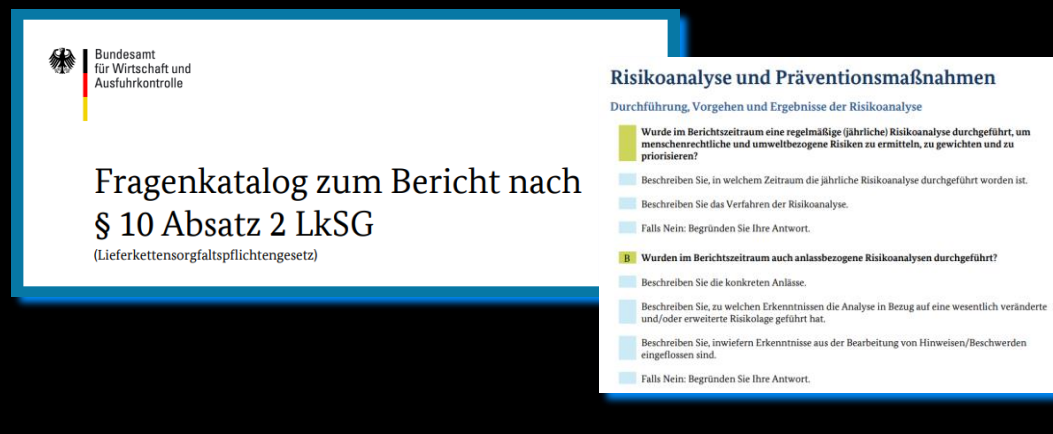 Bundesamt
für Wirtschaft und
Ausfuhrkontrolle
Fragenkatalog zum Bericht nach
§ 10 Absatz 2 LkSG
(Lieferkettensorgfaltspflichtengesetz)
Risikoanalyse und Präventionsmaßnahmen
Durchführung, Vorgehen und Ergebnisse der Risikoanalyse
Wurde im Berichtszeitraum eine regelmäßige (jährliche) Risikoanalyse durchgeführt, um
menschenrechtliche und umweltbezogene Risiken zu ermitteln, zu gewichten und zu
priorisieren?
Beschreiben Sie, in welchem Zeitraum die jährliche Risikoanalyse durchgeführt worden ist.
Beschreiben Sie das Verfahren der Risikoanalyse.
Falls Nein: Begründen Sie Ihre Antwort.
B Wurden im Berichtszeitraum auch anlassbezogene Risikoanalysen durchgeführt?
Beschreiben Sie die konkreten Anlässe.
Beschreiben Sie, zu welchen Erkenntnissen die Analyse in Bezug auf eine wesentlich veränderte
und/oder erweiterte Risikolage geführt hat.
Beschreiben Sie, inwiefern Erkenntnisse aus der Bearbeitung von Hinweisen/Beschwerden
eingeflossen sind.
Falls Nein: Begründen Sie Ihre Antwort.